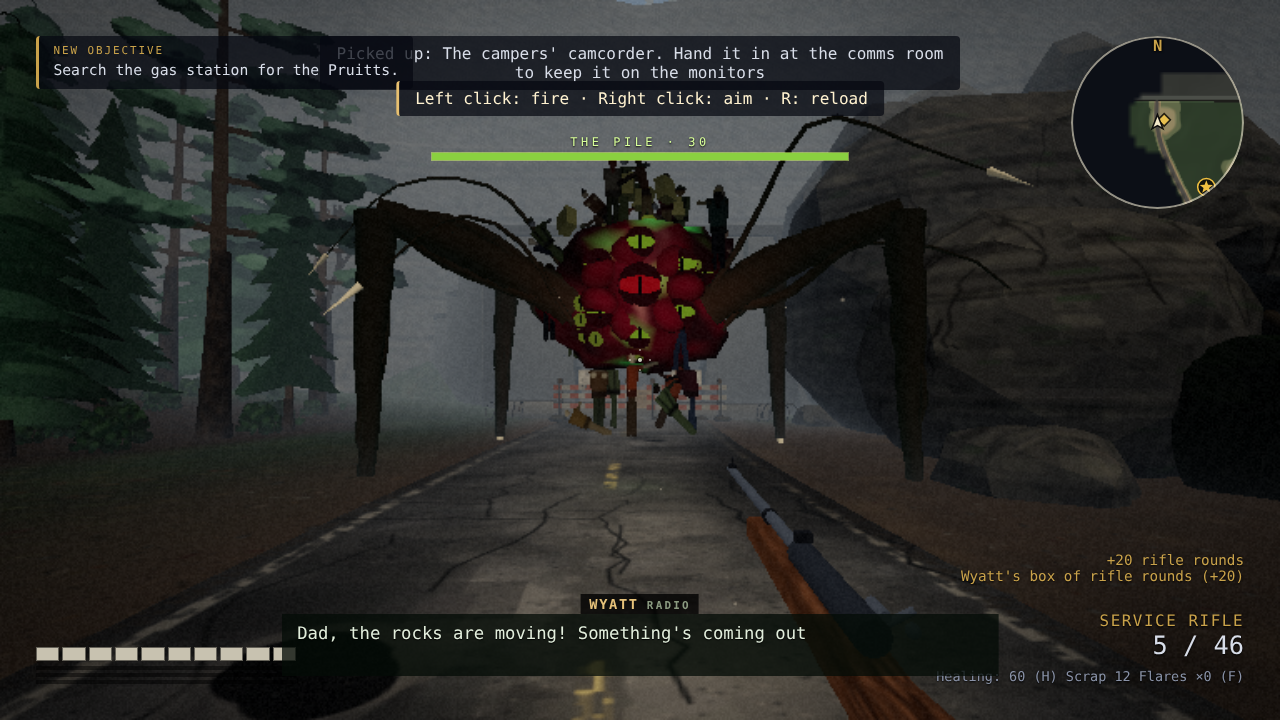 NEW OBJECTIVE
Search the gas station for the Pruitts.
Picked up: The campers' camcorder. Hand it in at the comms room
to keep it on the monitors
Left click: fire · Right click: aim · R: reload
N
THE PILE · 30
+20 rifle rounds
Wyatt's box of rifle rounds (+20)
WYATT RADIO
Dad, the rocks are moving! Something's coming out
SERVICE RIFLE
5 / 46
Healing: 60 (H) Scrap 12 Flares ×0 (F)